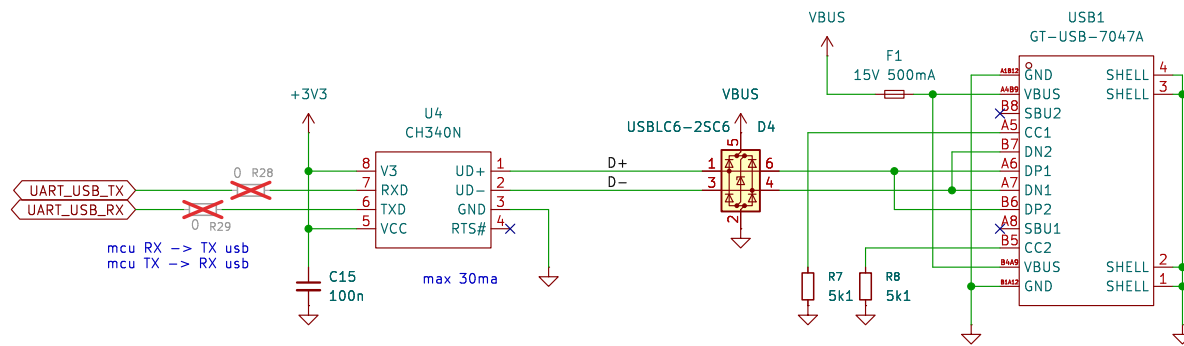 VBUS
USB1
GT-USB-7047A
F1
15V 500mA
A1B12
GND
SHELL
4
A4B9
VBUS
SHELL
3
B8
SBU2
A5
CC1
B7
DN2
A6
DP1
A7
DN1
B6
DP2
A8
SBU1
B5
CC2
B4A9
VBUS
SHELL
2
B1A12
GND
SHELL
1
+3V3
U4
CH340N
VBUS
USBLC6-2SC6
D4
5
1
6
3
4
2
D+
D-
8
V3
UD+
1
7
RXD
UD-
2
6
TXD
GND
3
5
VCC
RTS#
4
0
R28
UART_USB_TX
UART_USB_RX
0
R29
mcu RX -> TX usb
mcu TX -> RX usb
C15
100n
max 30ma
R7
5k1
R8
5k1